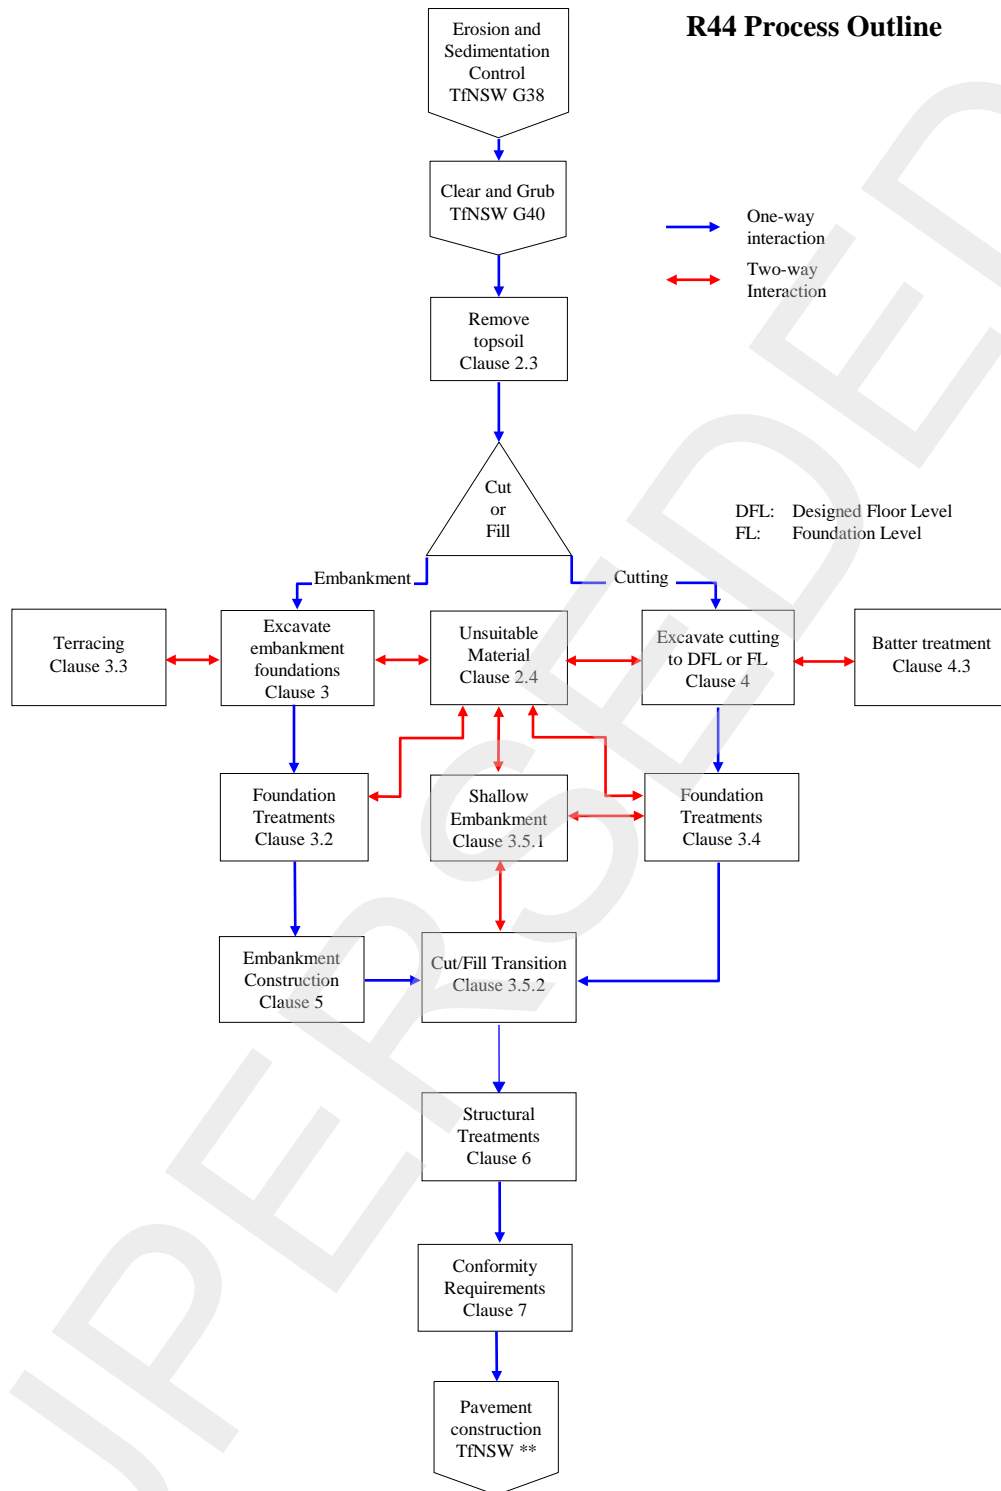 R44 Process Outline
Erosion and
Sedimentation
Control
TfNSW G38
Clear and Grub
TfNSW G40
One-way
interaction
Two-way
Interaction
Remove
topsoil
Clause 2.3
Cut
or
Fill
DFL: Designed Floor Level
FL: Foundation Level
Embankment
Cutting
Terracing
Clause 3.3
Excavate
embankment
foundations
Clause 3
Unsuitable
Material
Clause 2.4
Excavate cutting
to DFL or FL
Clause 4
Batter treatment
Clause 4.3
Foundation
Treatments
Clause 3.2
Shallow
Embankment
Clause 3.5.1
Foundation
Treatments
Clause 3.4
Embankment
Construction
Clause 5
Cut/Fill Transition
Clause 3.5.2
Structural
Treatments
Clause 6
Conformity
Requirements
Clause 7
Pavement
construction
TfNSW **
UPERSEDED